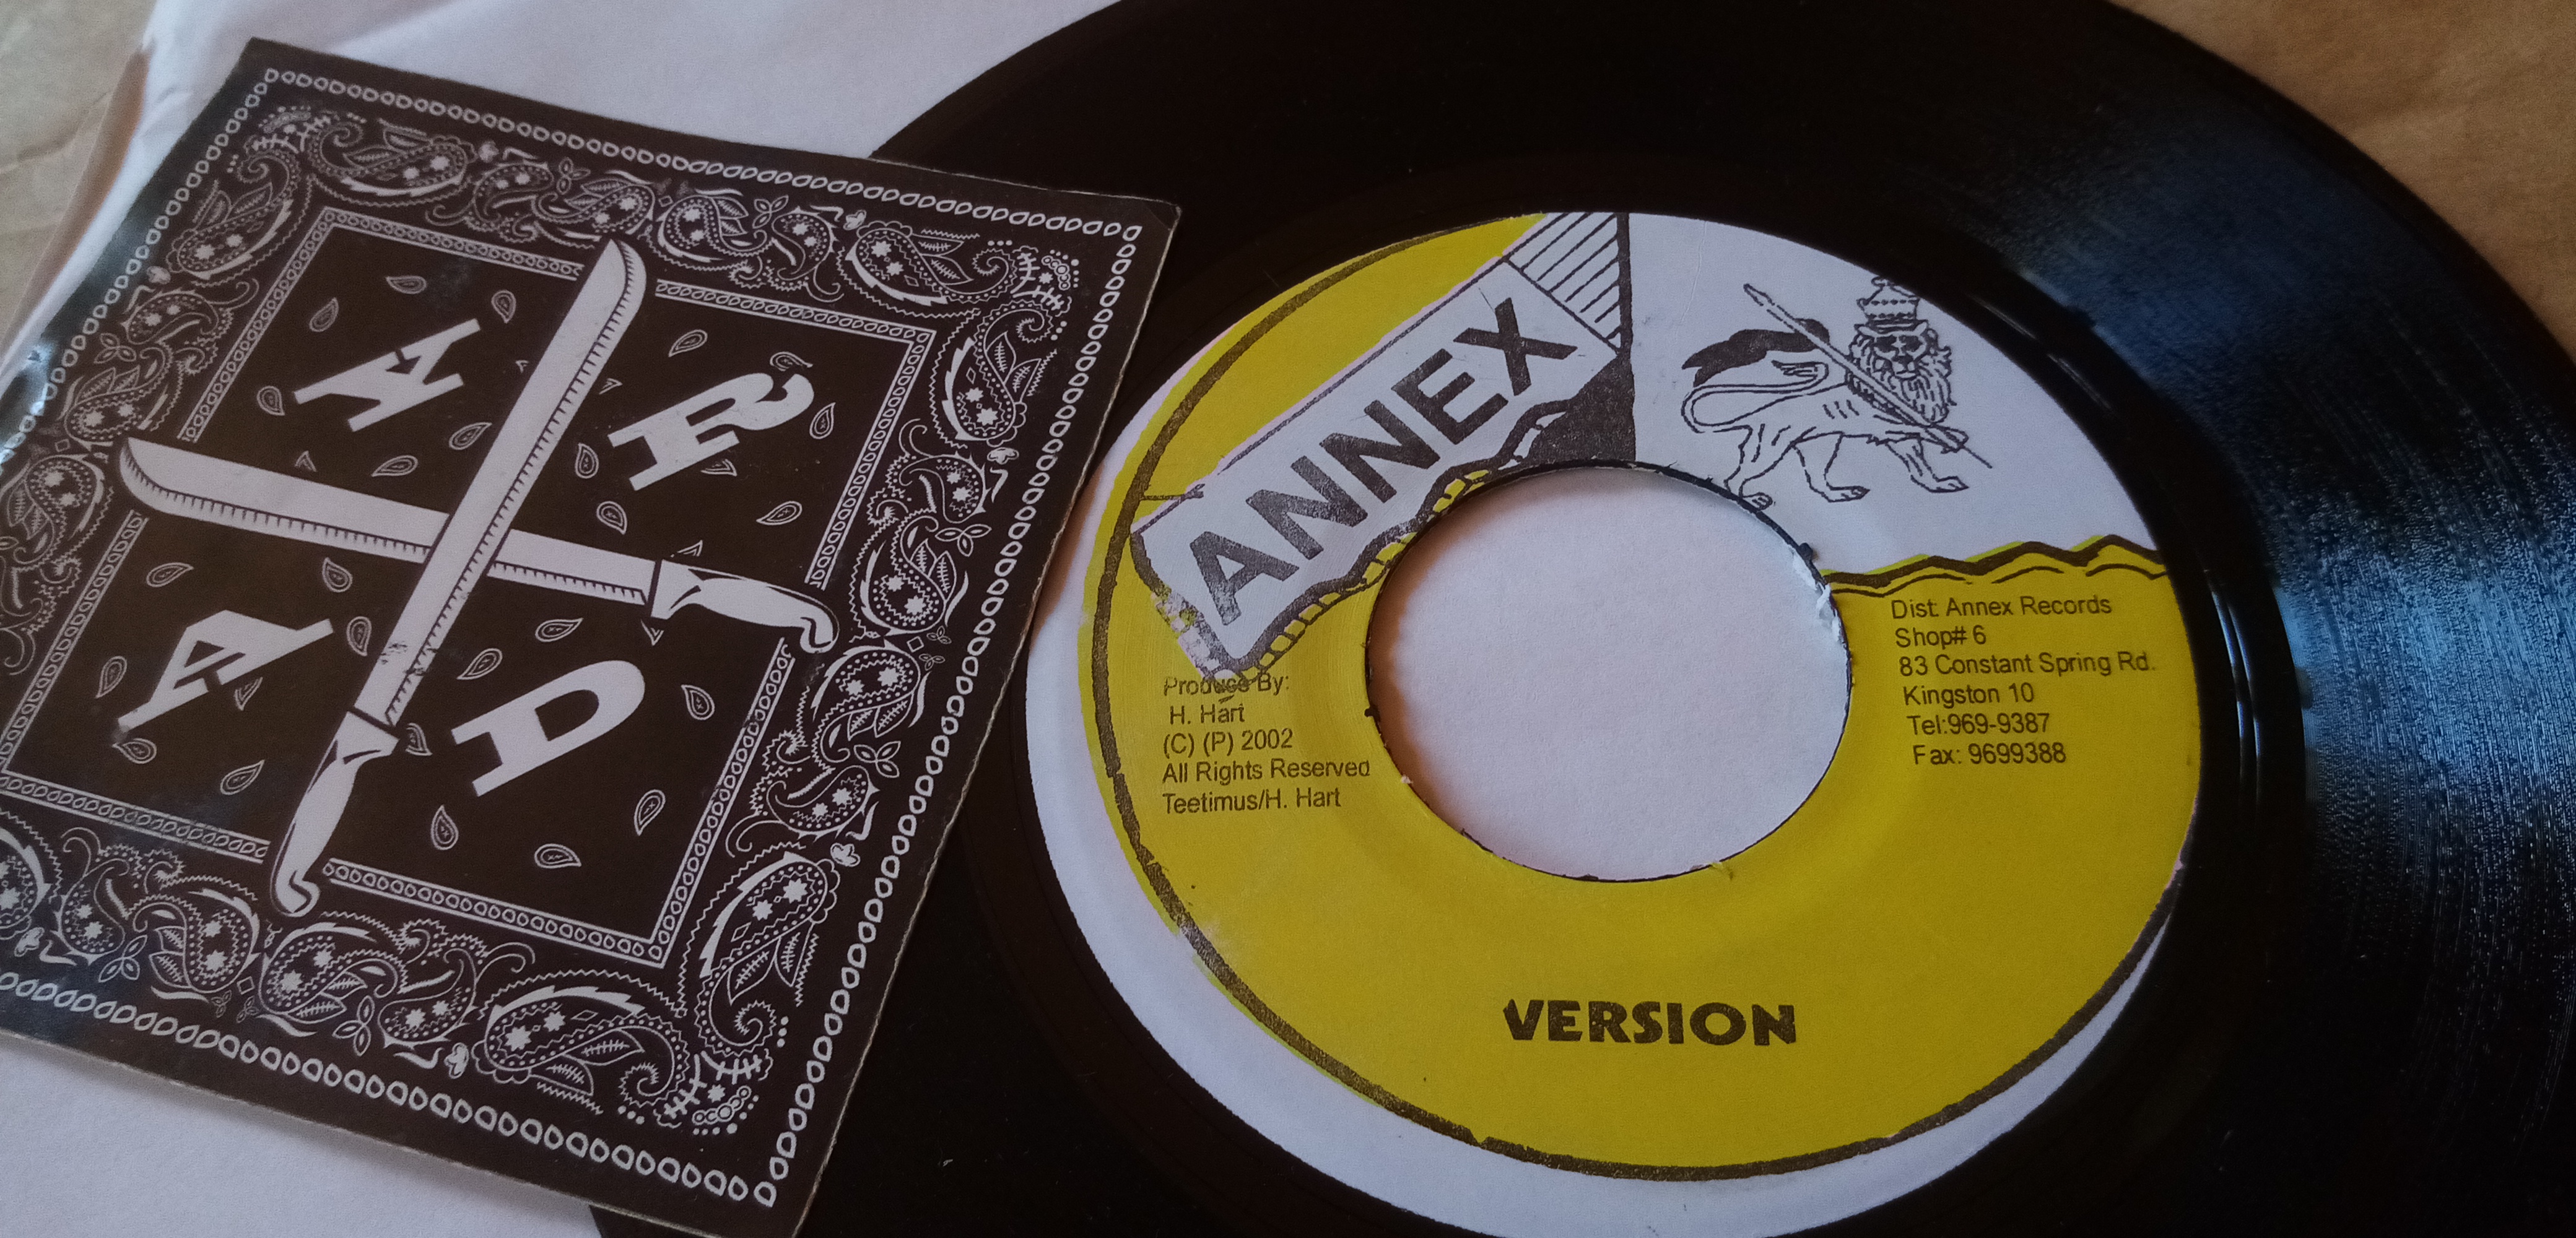 H R
A D
ANNEX
Produce By:
H. Hart
(C) (P) 2002
All Rights Reserved
Teetimus/H. Hart
Dist: Annex Records
Shop# 6
83 Constant Spring Rd.
Kingston 10
Tel:969-9387
Fax: 9699388
VERSION